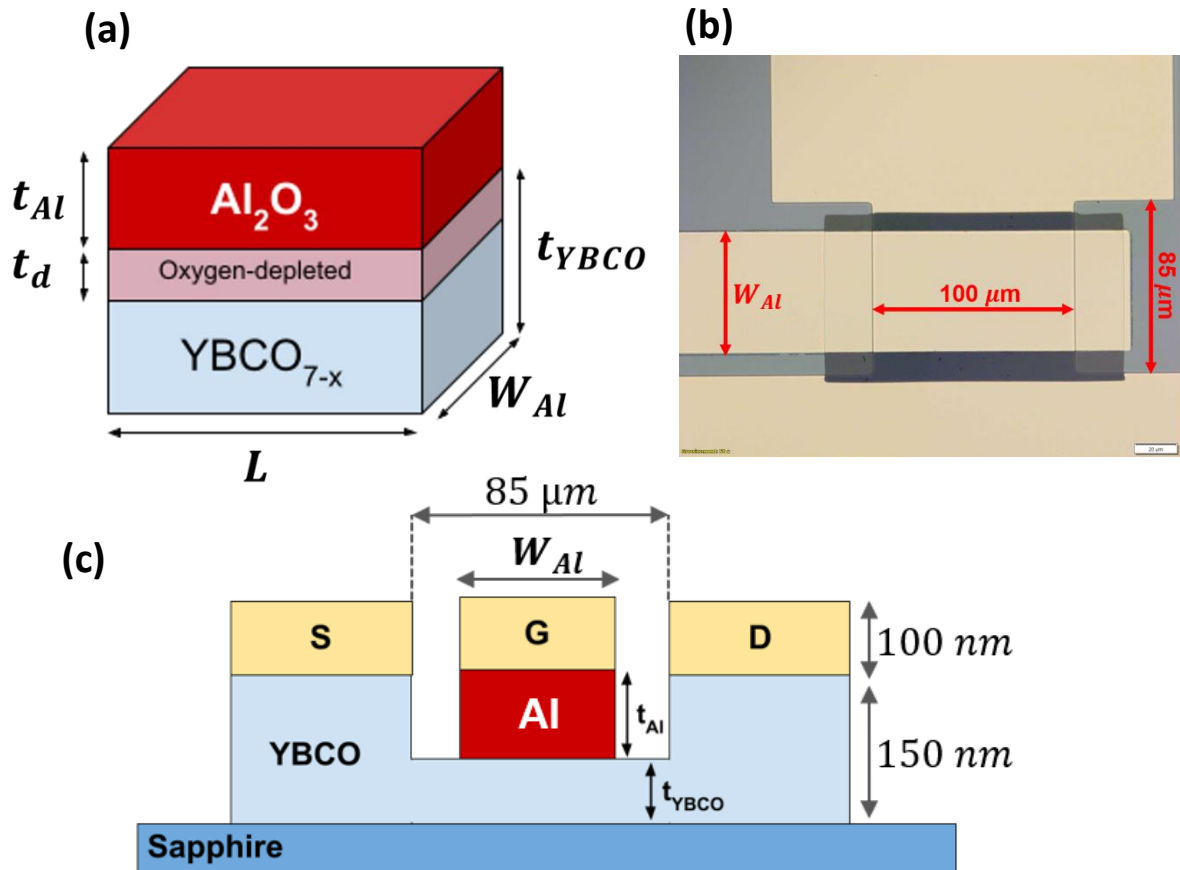 (a)
t_Al
Al₂O₃
t_d
Oxygen-depleted
t_YBCO
YBCO₇₋ₓ
W_Al
L
(b)
W_Al
100 μm
85 μm
20 μm
85 μm
(c)
W_Al
S
G
D
100 nm
Al
t_Al
YBCO
150 nm
t_YBCO
Sapphire